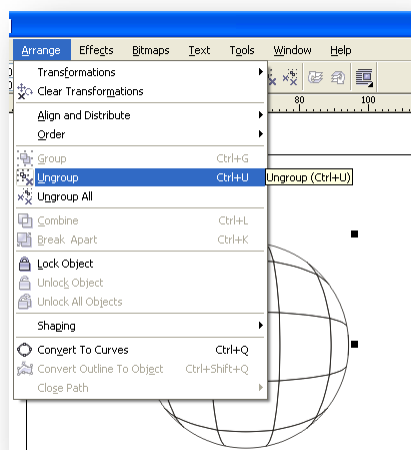 Arrange Effects Bitmaps Text Tools Window Help
Transformations
Clear Transformations
80 100
Align and Distribute
Order
Group Ctrl+G
Ungroup Ctrl+U Ungroup (Ctrl+U)
Ungroup All
Combine Ctrl+L
Break Apart Ctrl+K
Lock Object
Unlock Object
Unlock All Objects
Shaping
Convert To Curves Ctrl+Q
Convert Outline To Object Ctrl+Shift+Q
Close Path